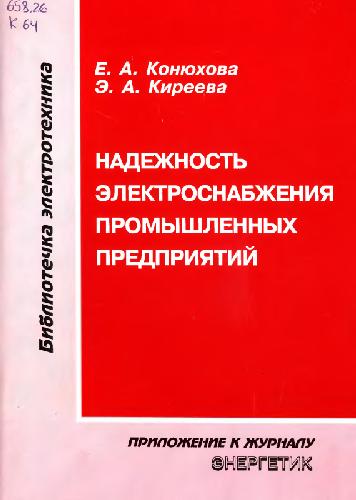 658.26
К 64
Е. А. Конюхова
Э. А. Киреева
НАДЕЖНОСТЬ
ЭЛЕКТРОСНАБЖЕНИЯ
ПРОМЫШЛЕННЫХ
ПРЕДПРИЯТИЙ
Библиотечка электротехника
ПРИЛОЖЕНИЕ К ЖУРНАЛУ
ЭНЕРГЕТИК